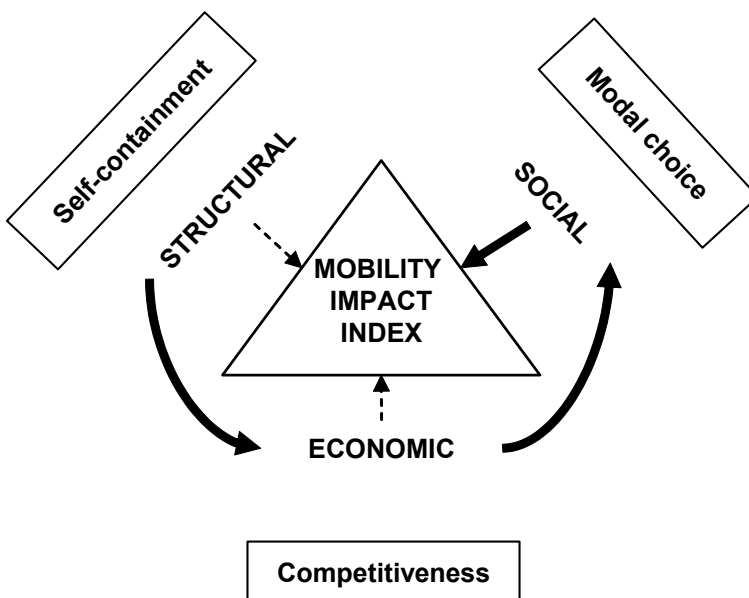 Self-containment
Modal choice
STRUCTURAL
SOCIAL
MOBILITY
IMPACT
INDEX
ECONOMIC
Competitiveness